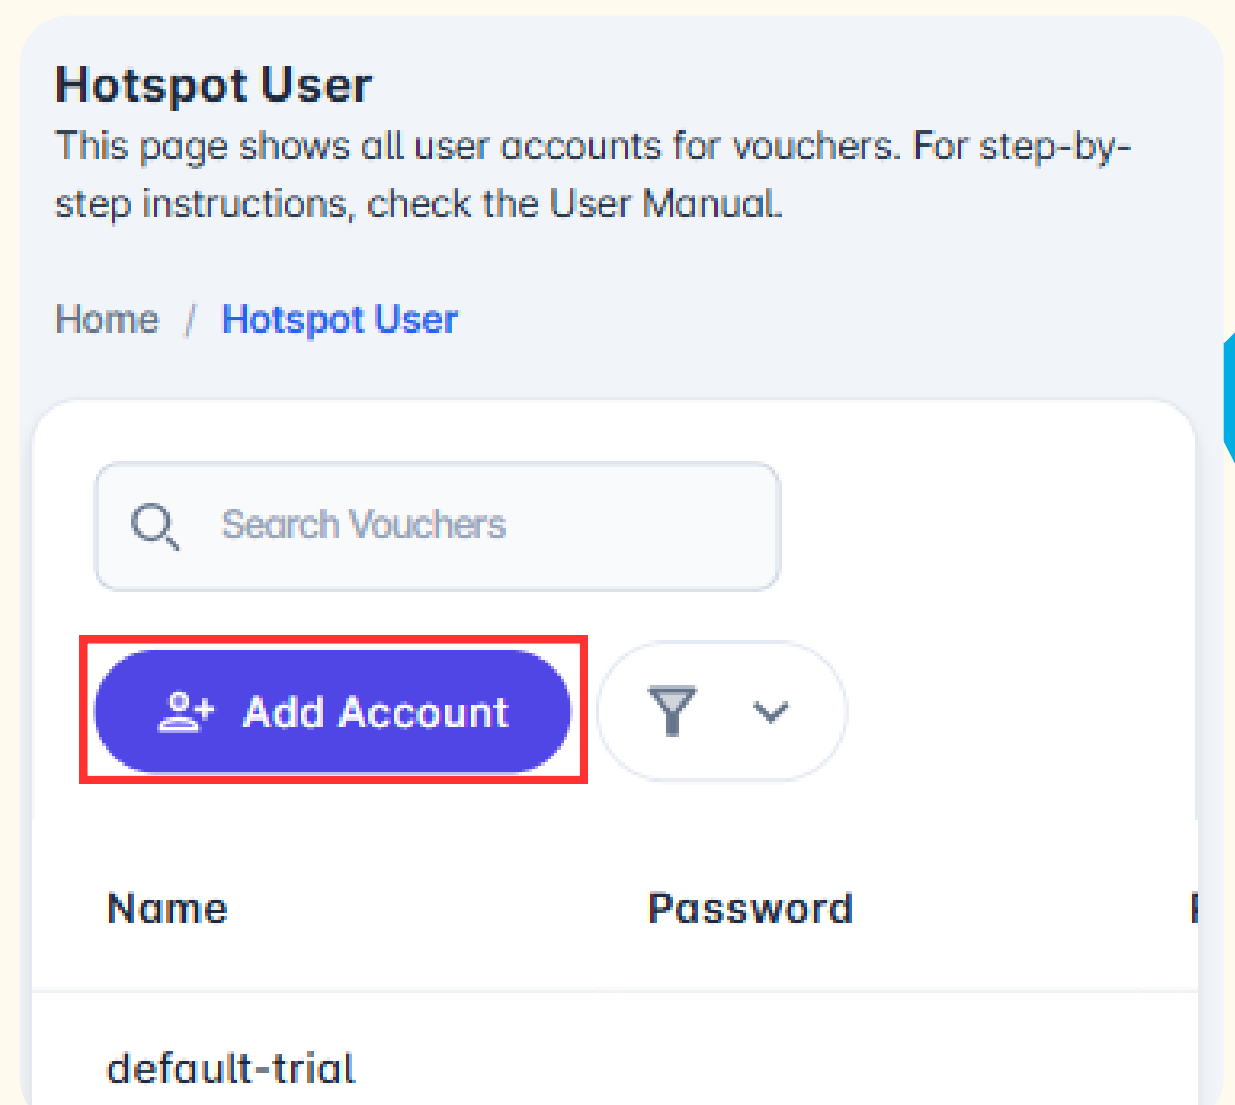 Hotspot User
This page shows all user accounts for vouchers. For step-by-
step instructions, check the User Manual.
Home / Hotspot User
Search Vouchers
Add Account
Name Password
default-trial